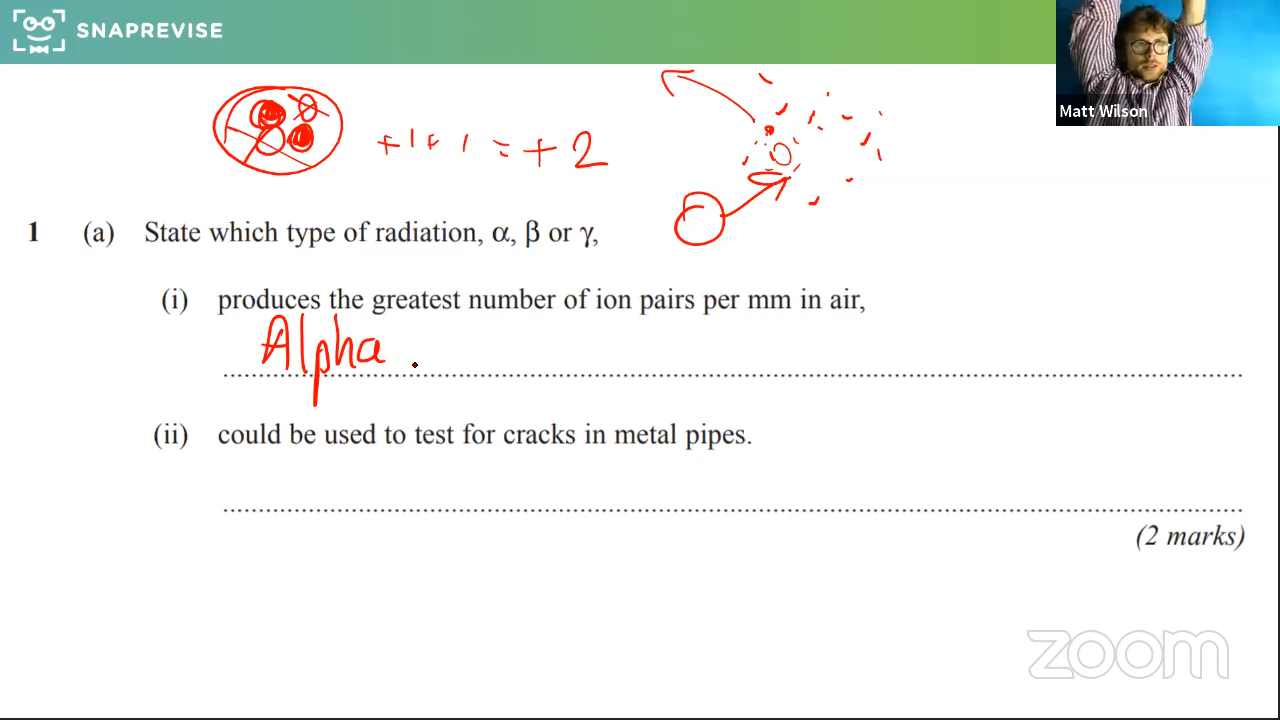 SNAPREVISE
Matt Wilson
+1 + 1 = +2
1 (a) State which type of radiation, α, β or γ,
(i) produces the greatest number of ion pairs per mm in air,
Alpha
(ii) could be used to test for cracks in metal pipes.
(2 marks)
zoom